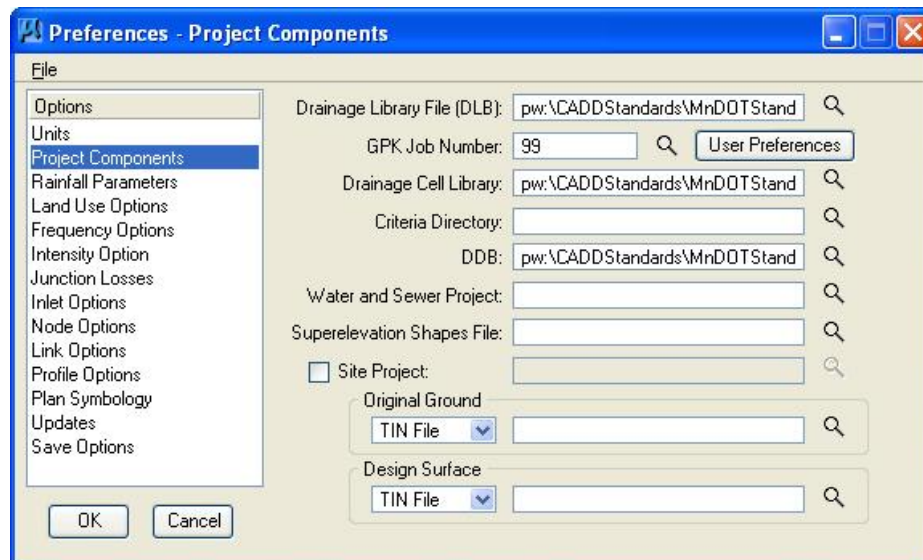 Preferences - Project Components
File
Options
Units
Project Components
Rainfall Parameters
Land Use Options
Frequency Options
Intensity Option
Junction Losses
Inlet Options
Node Options
Link Options
Profile Options
Plan Symbology
Updates
Save Options
OK Cancel
Drainage Library File (DLB): pw:\CADDStandards\MnDOTStand
GPK Job Number: 99 User Preferences
Drainage Cell Library: pw:\CADDStandards\MnDOTStand
Criteria Directory:
DDB: pw:\CADDStandards\MnDOTStand
Water and Sewer Project:
Superelevation Shapes File:
Site Project:
Original Ground
TIN File
Design Surface
TIN File